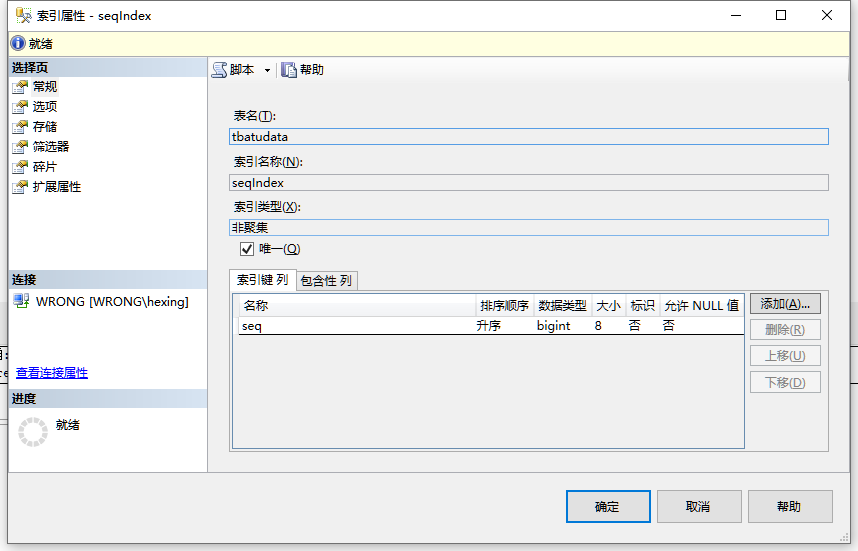 索引属性 - seqIndex
就绪
选择页
常规
选项
存储
筛选器
碎片
扩展属性
连接
WRONG [WRONG\hexing]
查看连接属性
进度
就绪
脚本 帮助
表名(T):
tbatudata
索引名称(N):
seqIndex
索引类型(X):
非聚集
唯一(Q)
索引键 列 包含性 列
名称 排序顺序 数据类型 大小 标识 允许 NULL 值
seq 升序 bigint 8 否 否
添加(A)...
删除(R)
上移(U)
下移(D)
确定 取消 帮助